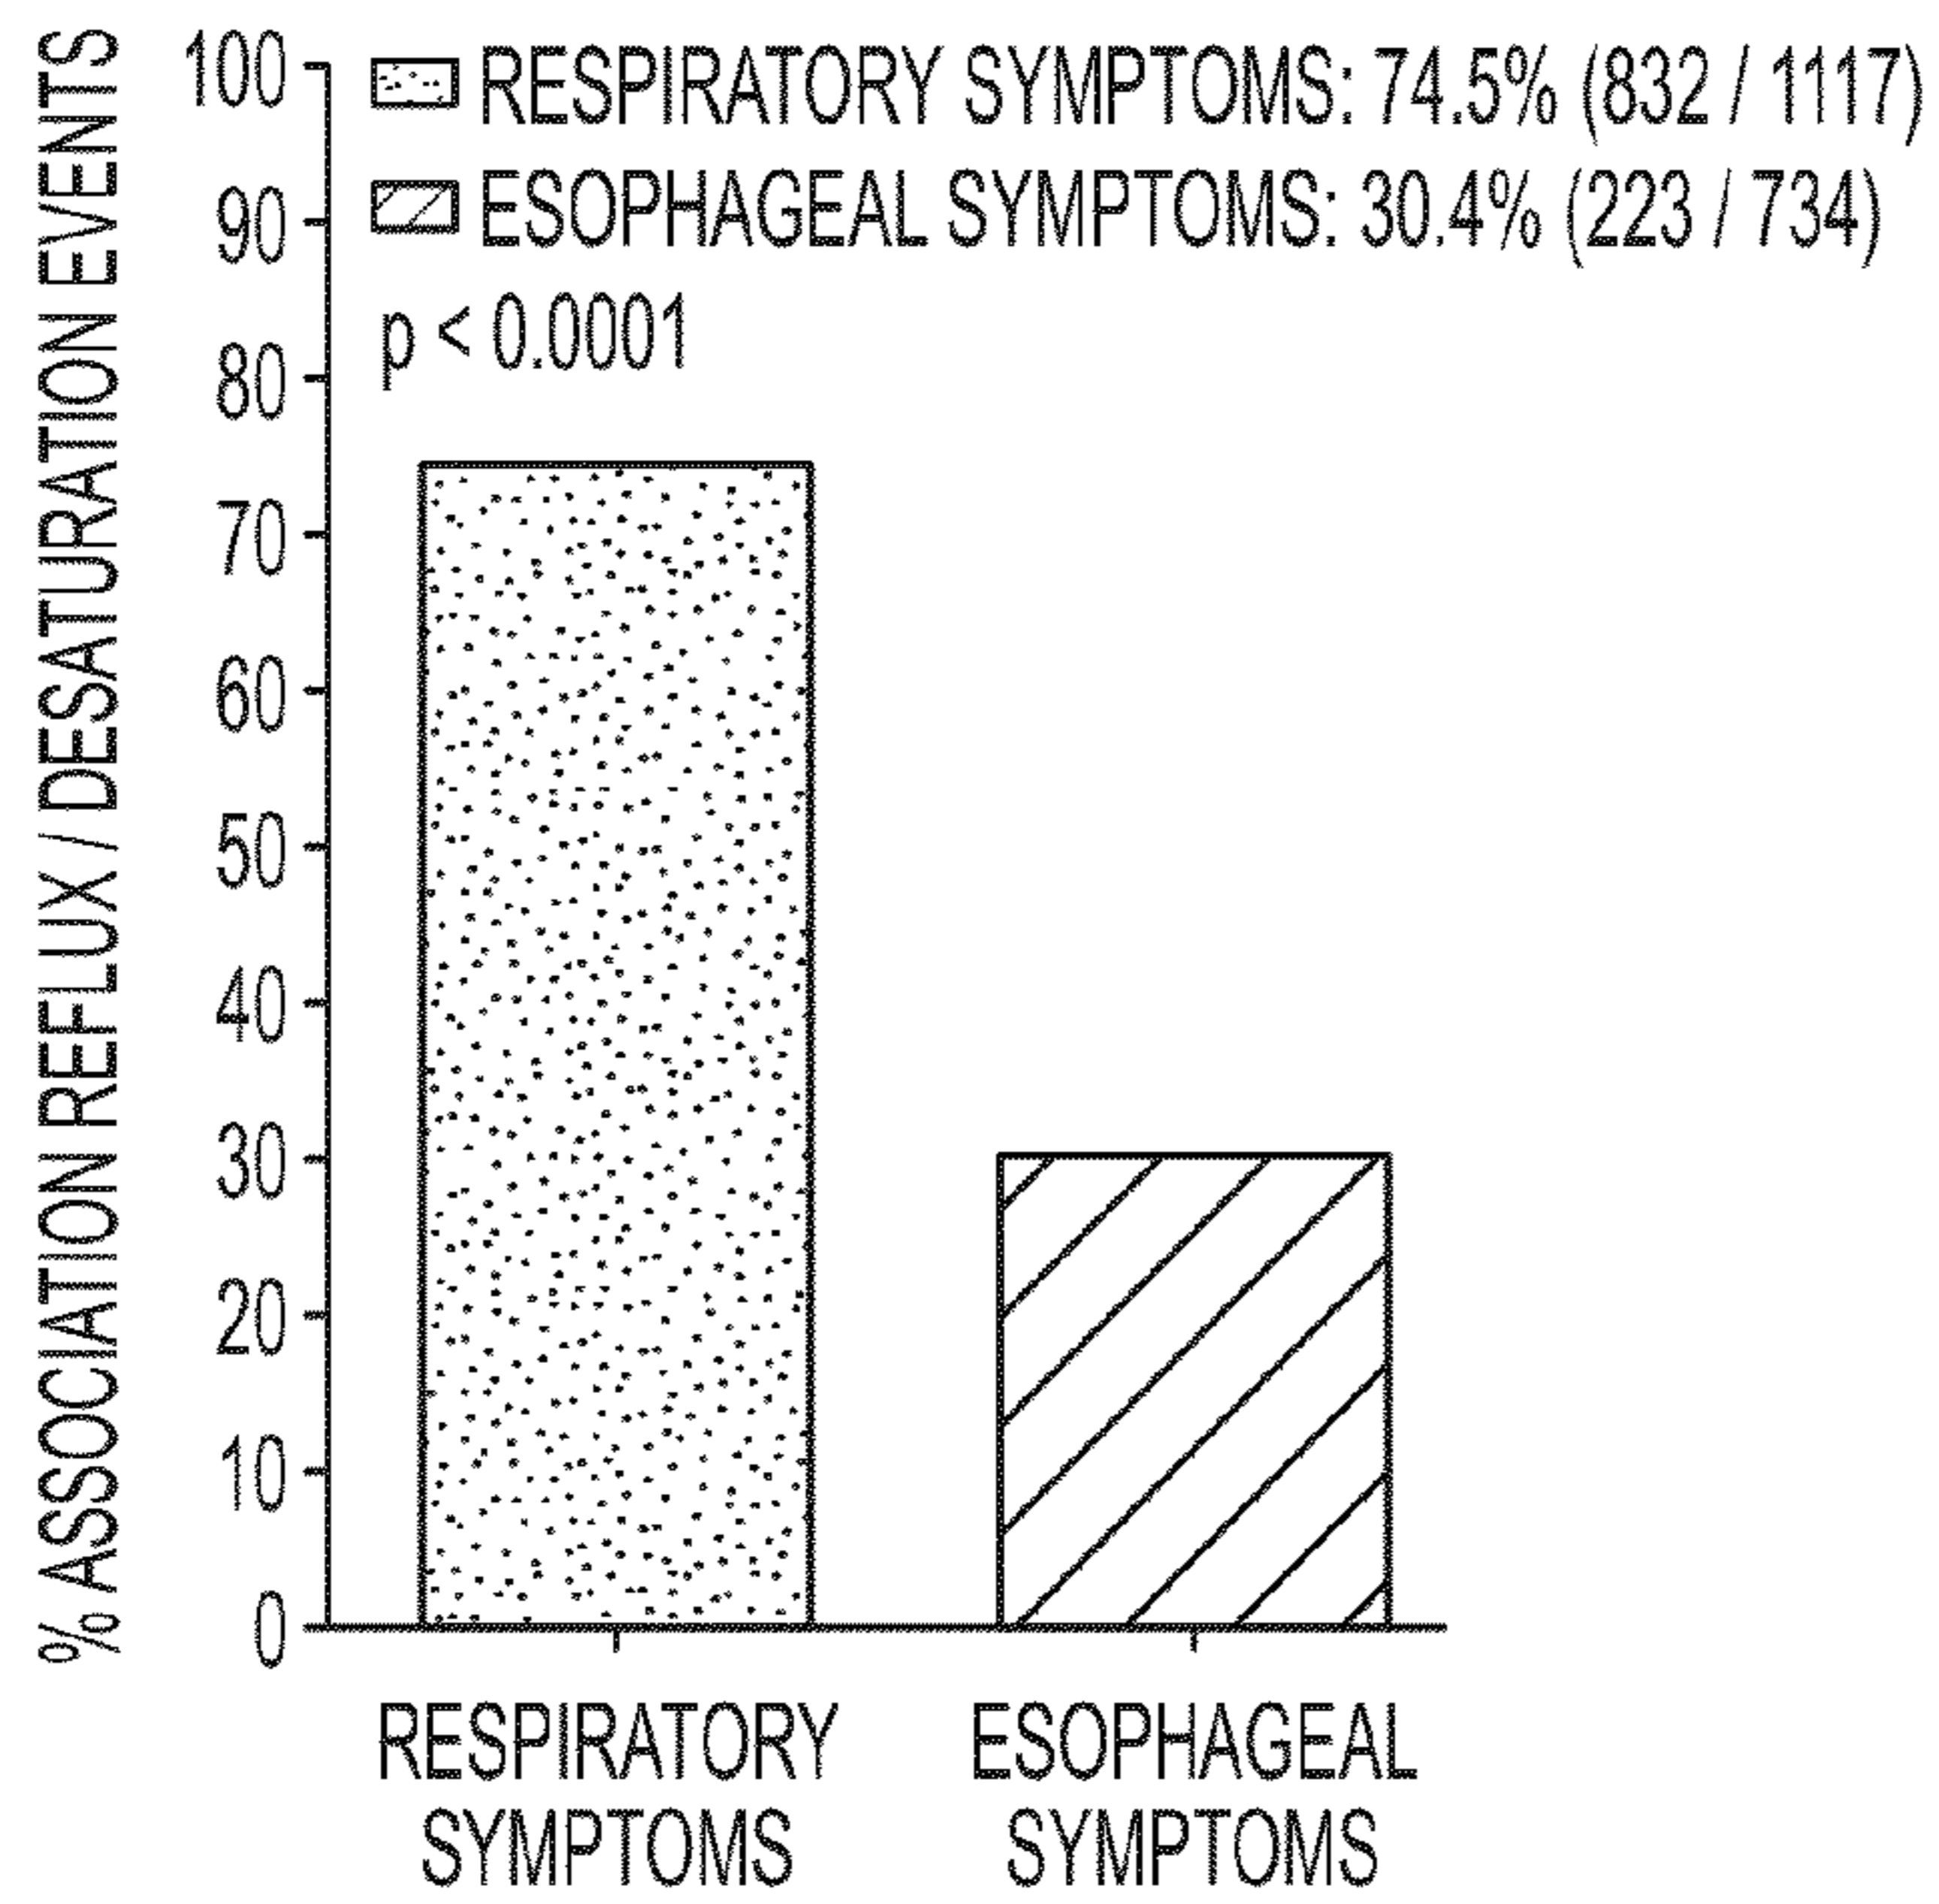 % ASSOCIATION REFLUX / DESATURATION EVENTS
100
90
80
70
60
50
40
30
20
10
0
RESPIRATORY SYMPTOMS: 74.5% (832 / 1117)
ESOPHAGEAL SYMPTOMS: 30.4% (223 / 734)
p < 0.0001
RESPIRATORY
SYMPTOMS
ESOPHAGEAL
SYMPTOMS